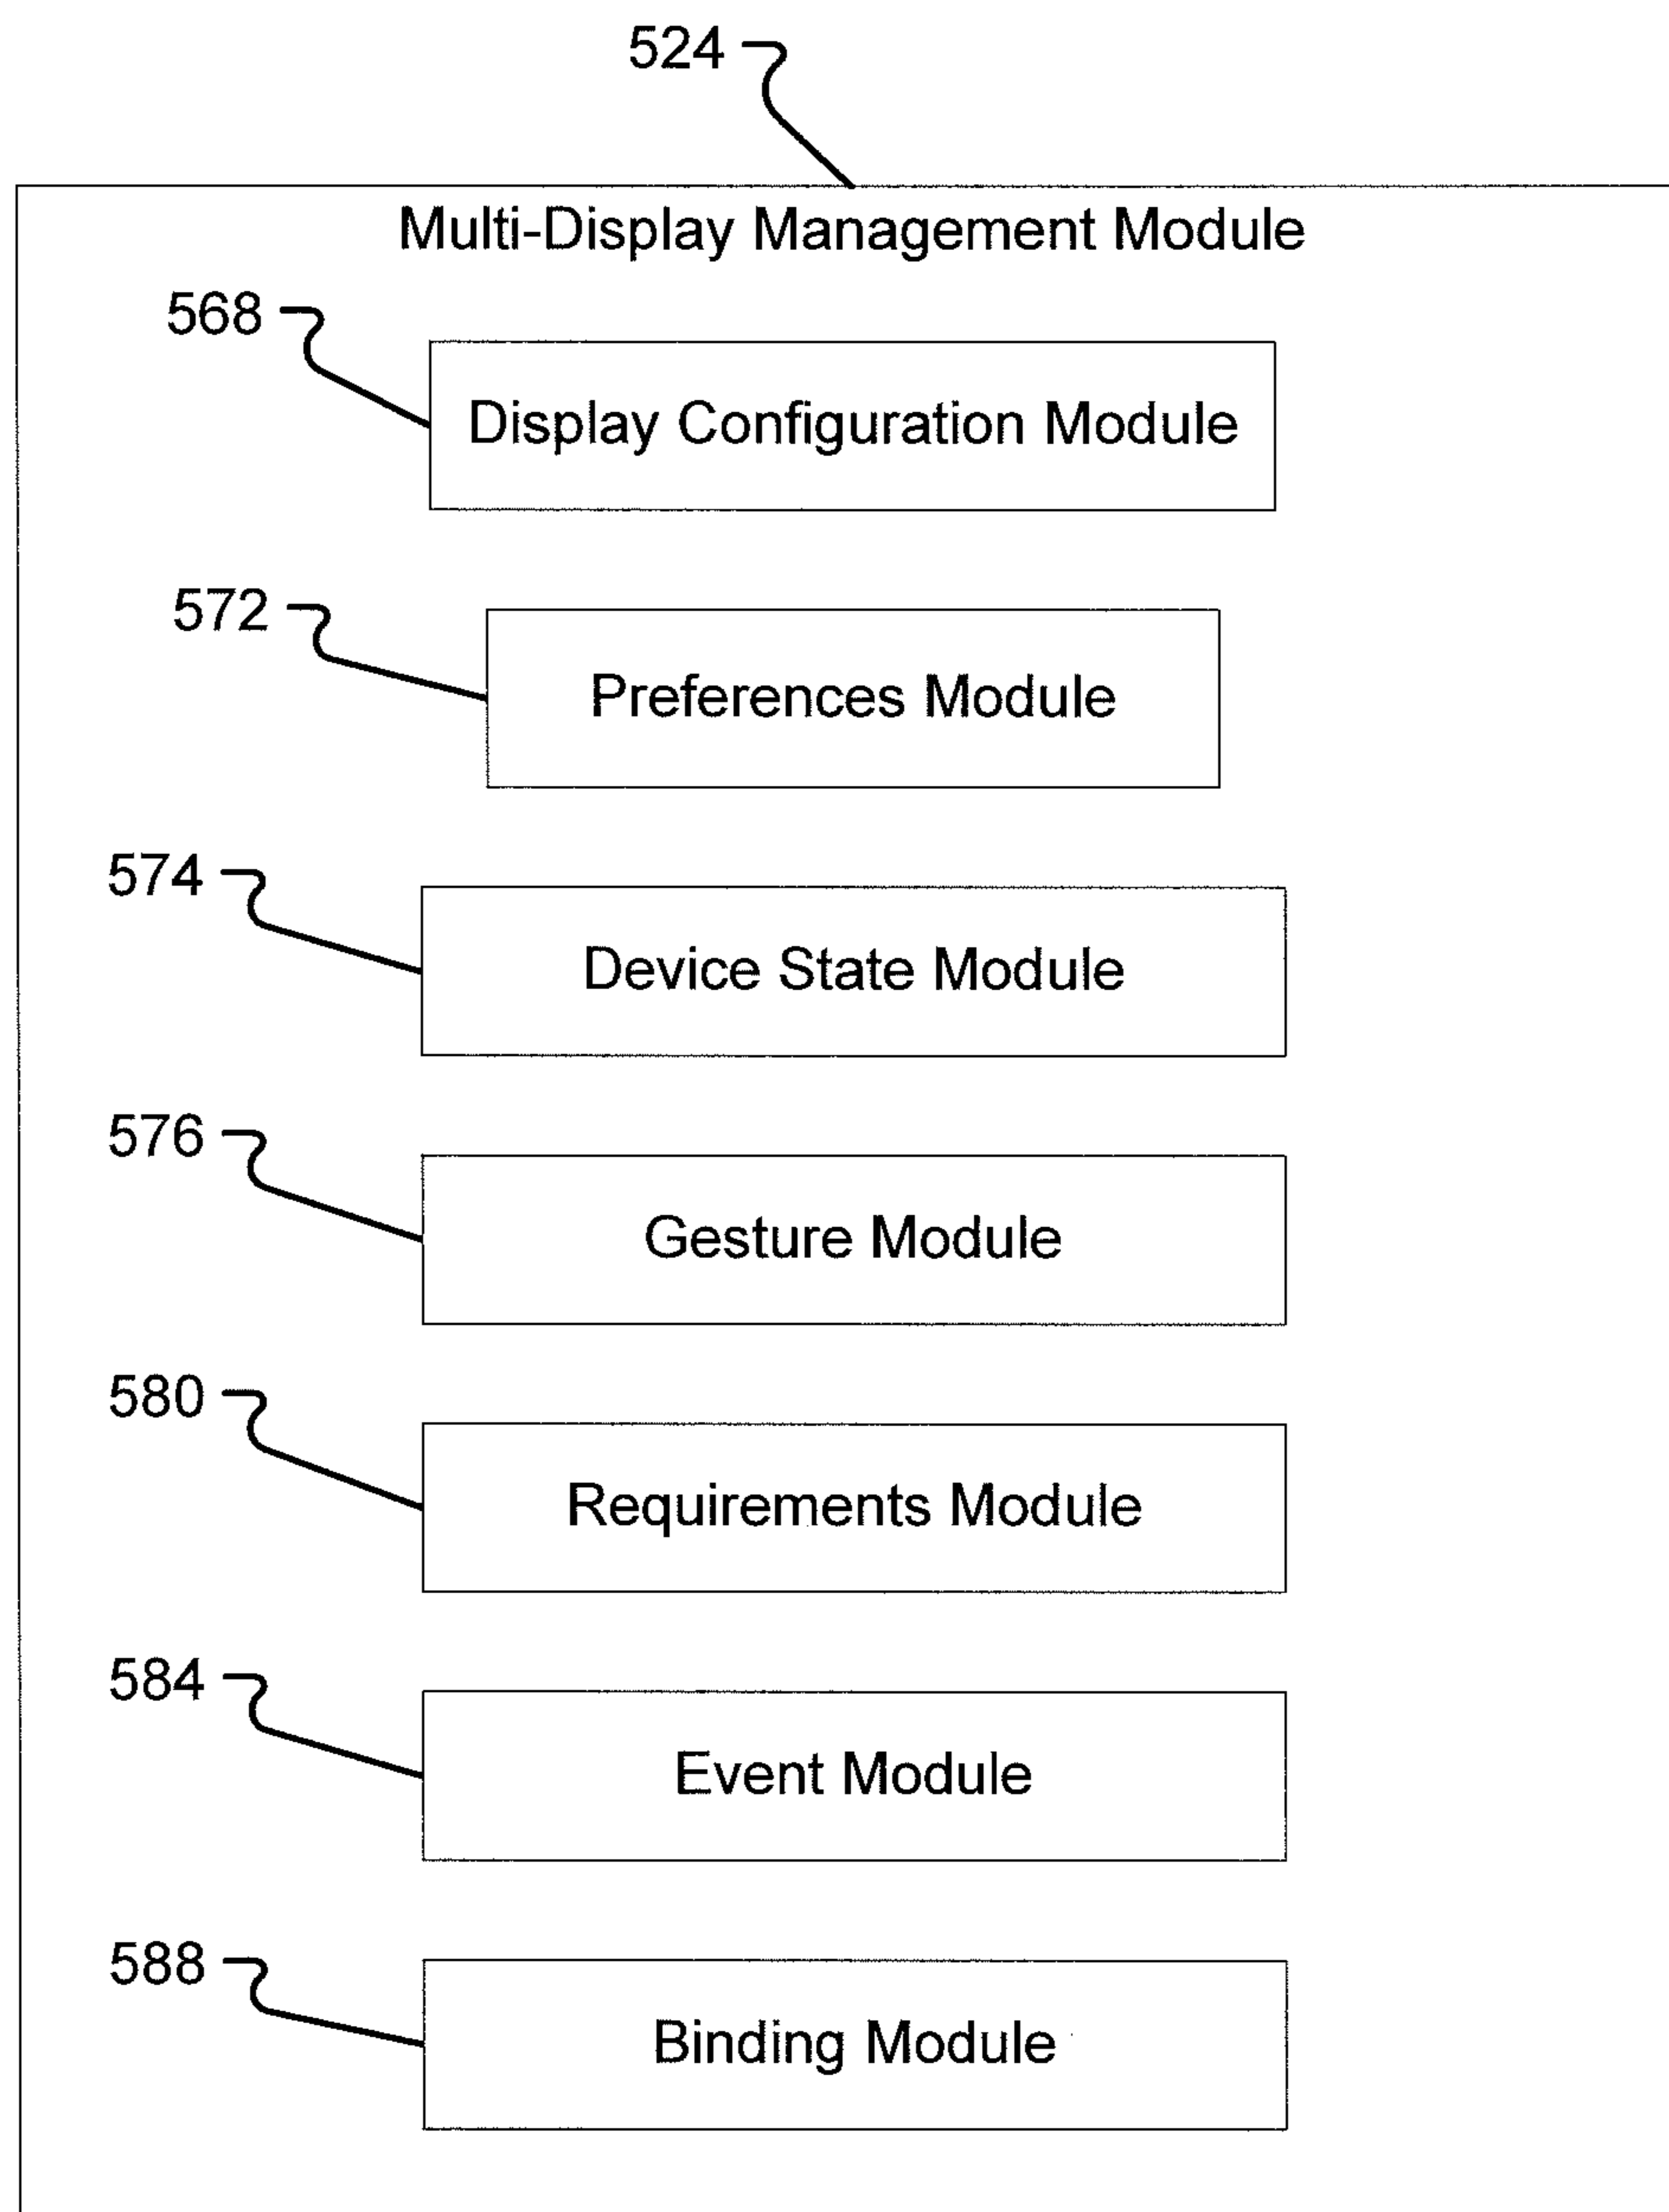 524
Multi-Display Management Module
568
Display Configuration Module
572
Preferences Module
574
Device State Module
576
Gesture Module
580
Requirements Module
584
Event Module
588
Binding Module